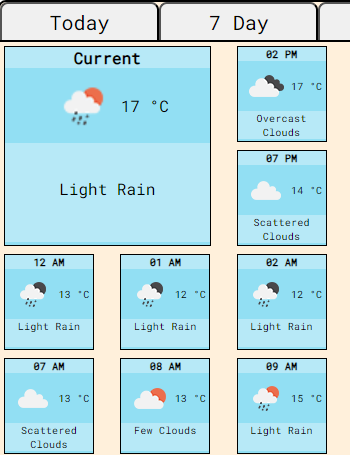 Today
7 Day
Current
17 °C
Light Rain
02 PM
17 °C
Overcast
Clouds
07 PM
14 °C
Scattered
Clouds
12 AM
13 °C
Light Rain
01 AM
12 °C
Light Rain
02 AM
12 °C
Light Rain
07 AM
13 °C
Scattered
Clouds
08 AM
13 °C
Few Clouds
09 AM
15 °C
Light Rain